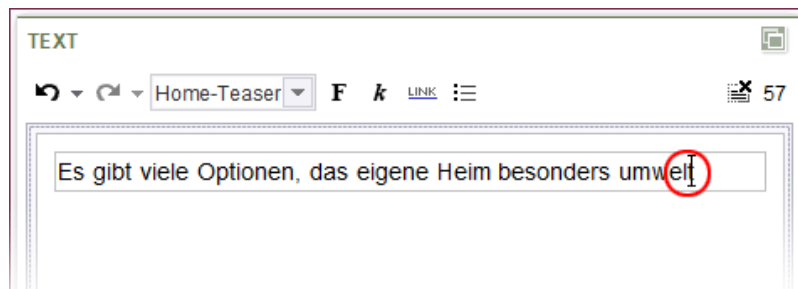 TEXT
Home-Teaser F k LINK 57
Es gibt viele Optionen, das eigene Heim besonders umwelt